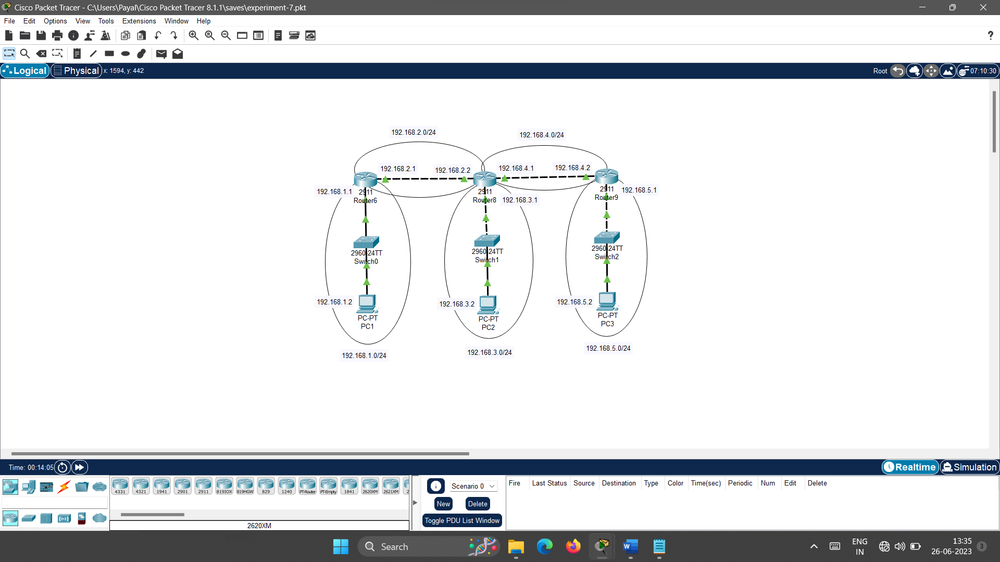 Cisco Packet Tracer - C:\Users\Payal\Cisco Packet Tracer 8.1.1\saves\experiment-7.pkt
File Edit Options View Tools Extensions Window Help
?
Logical Physical x: 1594, y: 442 Root 07:10:30
192.168.2.0/24
192.168.4.0/24
192.168.2.1 192.168.2.2 192.168.4.1 192.168.4.2
192.168.1.1 2911 2911 2911 192.168.5.1
Router6 Router8 192.168.3.1 Router9
2960-24TT 2960-24TT 2960-24TT
Switch0 Switch1 Switch2
192.168.1.2 192.168.3.2 192.168.5.2
PC-PT PC-PT PC-PT
PC1 PC2 PC3
192.168.1.0/24 192.168.3.0/24 192.168.5.0/24
Time: 00:14:05 Realtime Simulation
4331 4321 1941 2901 2911 819IOX 819HGW 829 1240 PT-Router PT-Empty 1841 2620XM 2621XM 2
2620XM
Scenario 0
New Delete
Toggle PDU List Window
Fire Last Status Source Destination Type Color Time(sec) Periodic Num Edit Delete
Search
ENG
IN
13:35
26-06-2023
3